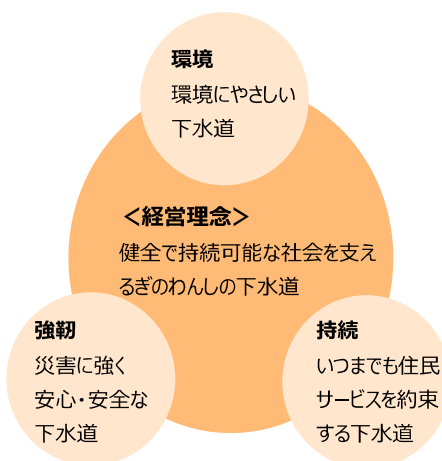 環境
環境にやさしい
下水道
＜経営理念＞
健全で持続可能な社会を支え
るぎのわんしの下水道
強靭
災害に強く
安心・安全な
下水道
持続
いつまでも住民
サービスを約束
する下水道